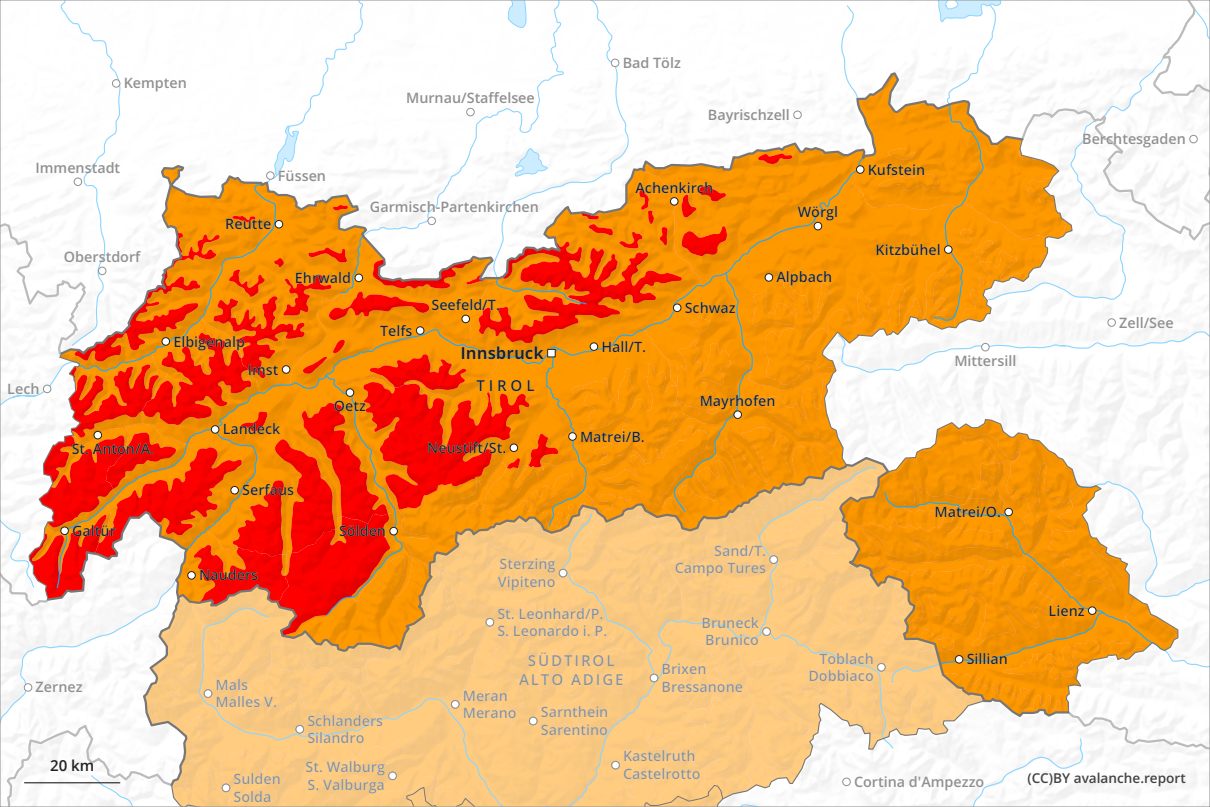 Kempten
Bad Tölz
Murnau/Staffelsee
Bayrischzell
Berchtesgaden
Immenstadt
Füssen
Kufstein
Achenkirch
Garmisch-Partenkirchen
Wörgl
Reutte
Kitzbühel
Oberstdorf
Ehrwald
Alpbach
Seefeld/T.
Schwaz
Telfs
Zell/See
Elbigenalp
Innsbruck
Hall/T.
Mittersill
Imst
TIROL
Lech
Oetz
Mayrhofen
Landeck
Matrei/B.
St. Anton/A.
Neustift/St.
Serfaus
Matrei/O.
Galtür
Sölden
Sand/T.
Campo Tures
Sterzing
Vipiteno
Nauders
St. Leonhard/P.
S. Leonardo i. P.
Lienz
Bruneck
Brunico
SÜDTIROL
ALTO ADIGE
Toblach
Dobbiaco
Sillian
Brixen
Bressanone
Zernez
Mals
Malles V.
Meran
Merano
Sarnthein
Sarentino
Schlanders
Silandro
Kastelruth
Castelrotto
St. Walburg
S. Valburga
20 km
Sulden
Solda
Cortina d'Ampezzo
(CC)BY avalanche.report